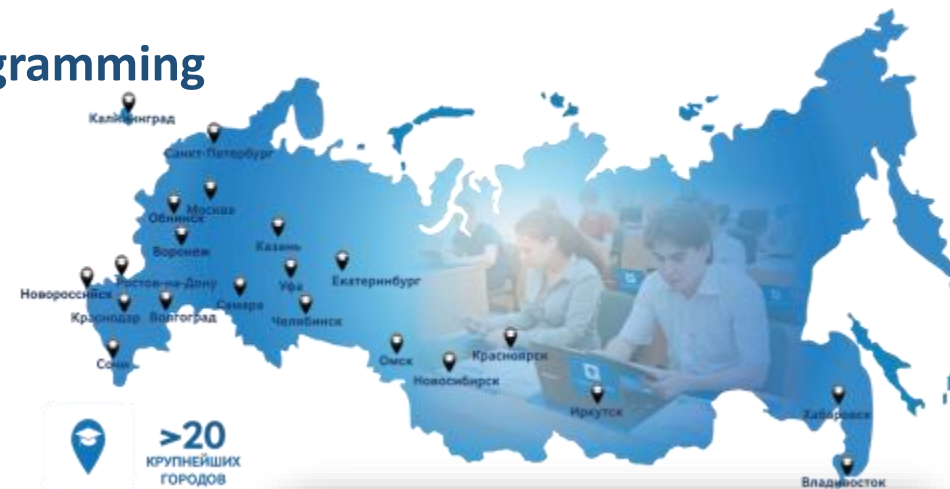 gramming
Калининград
Санкт-Петербург
Москва
Обнинск
Воронеж
Казань
Екатеринбург
Уфа
Ростов-на-Дону
Новороссийск
Самара
Краснодар
Волгоград
Челябинск
Сочи
Омск
Красноярск
Новосибирск
Иркутск
Хабаровск
Владивосток
>20
КРУПНЕЙШИХ
ГОРОДОВ